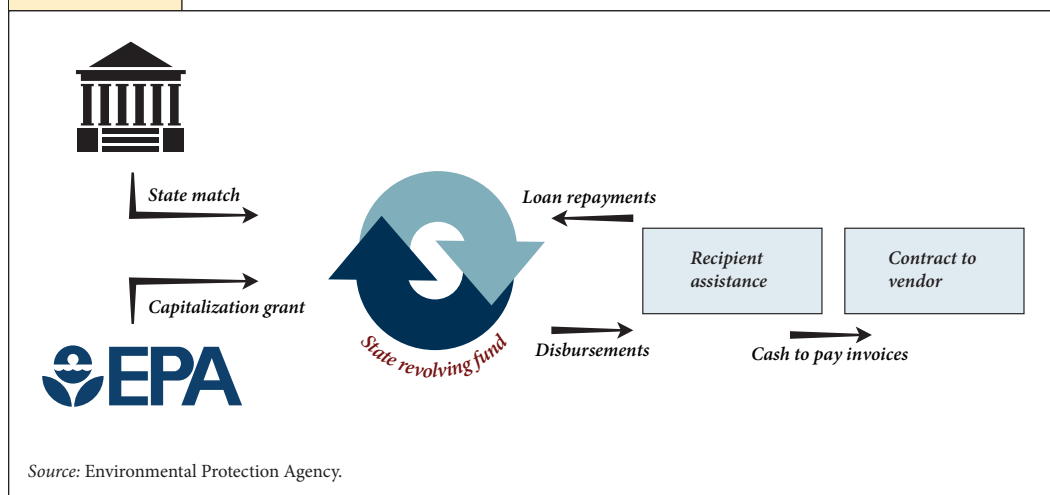 State match
Capitalization grant
EPA
State revolving fund
Loan repayments
Disbursements
Recipient
assistance
Contract to
vendor
Cash to pay invoices
Source: Environmental Protection Agency.